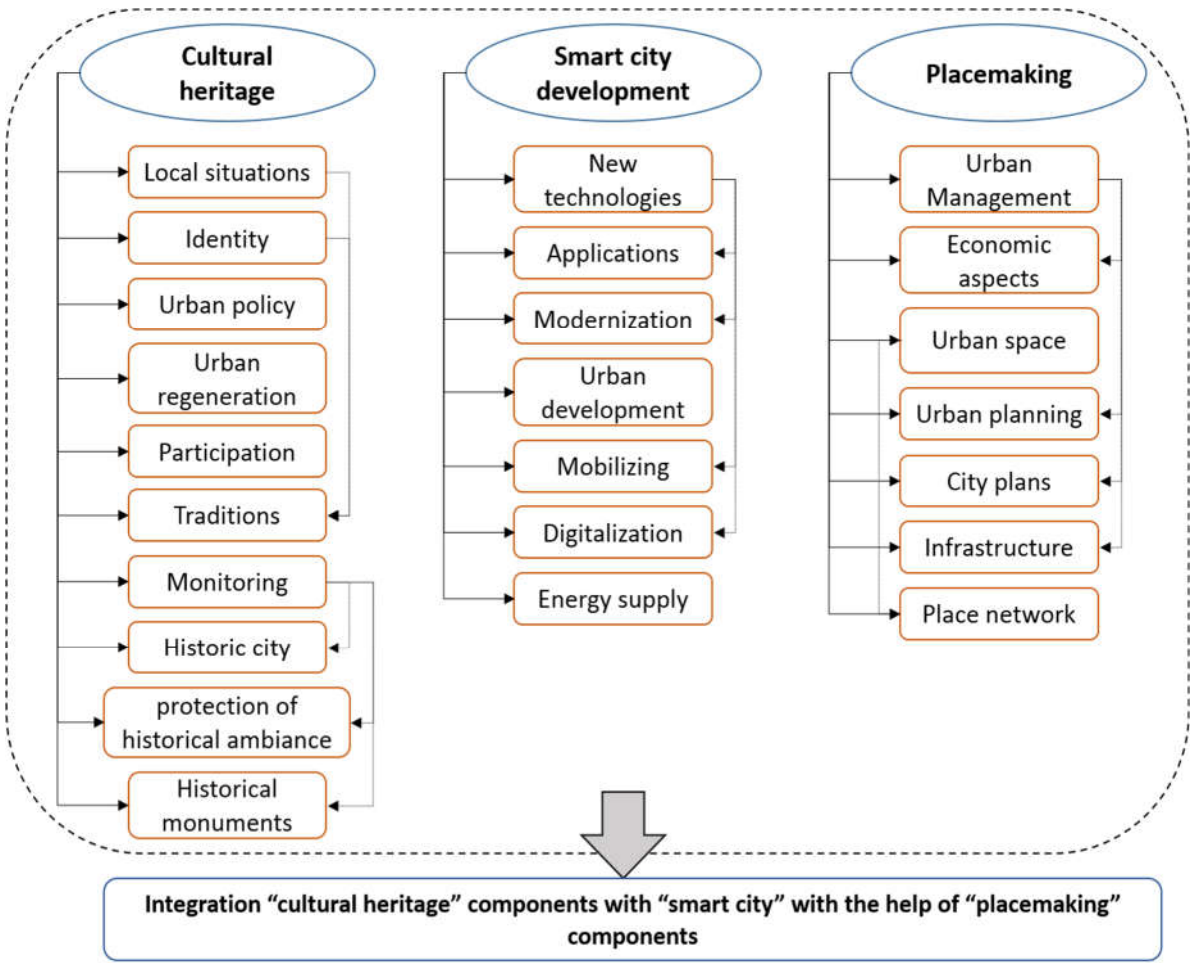 Cultural
heritage
Local situations
Identity
Urban policy
Urban
regeneration
Participation
Traditions
Monitoring
Historic city
protection of
historical ambiance
Historical
monuments
Smart city
development
New
technologies
Applications
Modernization
Urban
development
Mobilizing
Digitalization
Energy supply
Placemaking
Urban
Management
Economic
aspects
Urban space
Urban planning
City plans
Infrastructure
Place network
Integration “cultural heritage” components with “smart city” with the help of “placemaking”
components